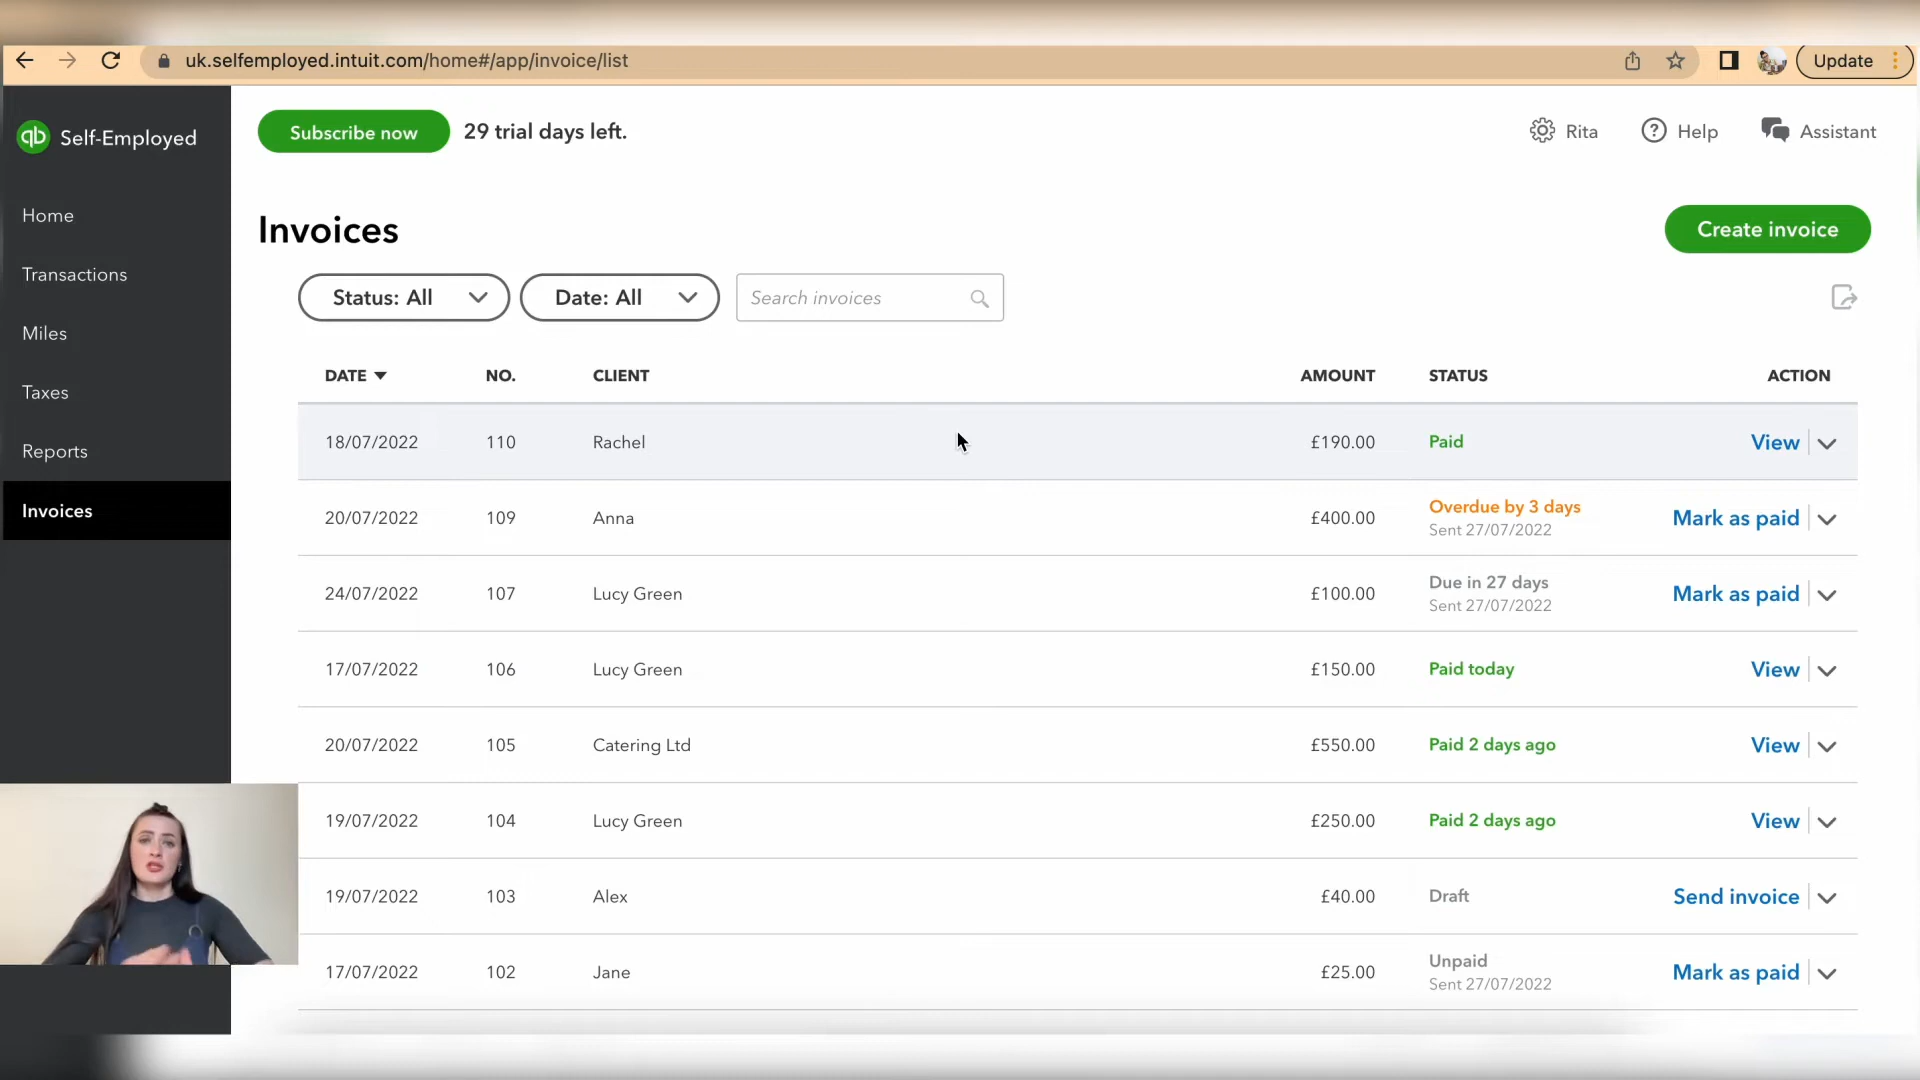 uk.selfemployed.intuit.com/home#/app/invoice/list
Update
qb Self-Employed
Subscribe now 29 trial days left.
Rita Help Assistant
Home
Transactions
Miles
Taxes
Reports
Invoices
Invoices
Create invoice
Status: All Date: All Search invoices
DATE NO. CLIENT AMOUNT STATUS ACTION
18/07/2022 110 Rachel £190.00 Paid View
20/07/2022 109 Anna £400.00 Overdue by 3 days Mark as paid
Sent 27/07/2022
24/07/2022 107 Lucy Green £100.00 Due in 27 days Mark as paid
Sent 27/07/2022
17/07/2022 106 Lucy Green £150.00 Paid today View
20/07/2022 105 Catering Ltd £550.00 Paid 2 days ago View
19/07/2022 104 Lucy Green £250.00 Paid 2 days ago View
19/07/2022 103 Alex £40.00 Draft Send invoice
17/07/2022 102 Jane £25.00 Unpaid Mark as paid
Sent 27/07/2022